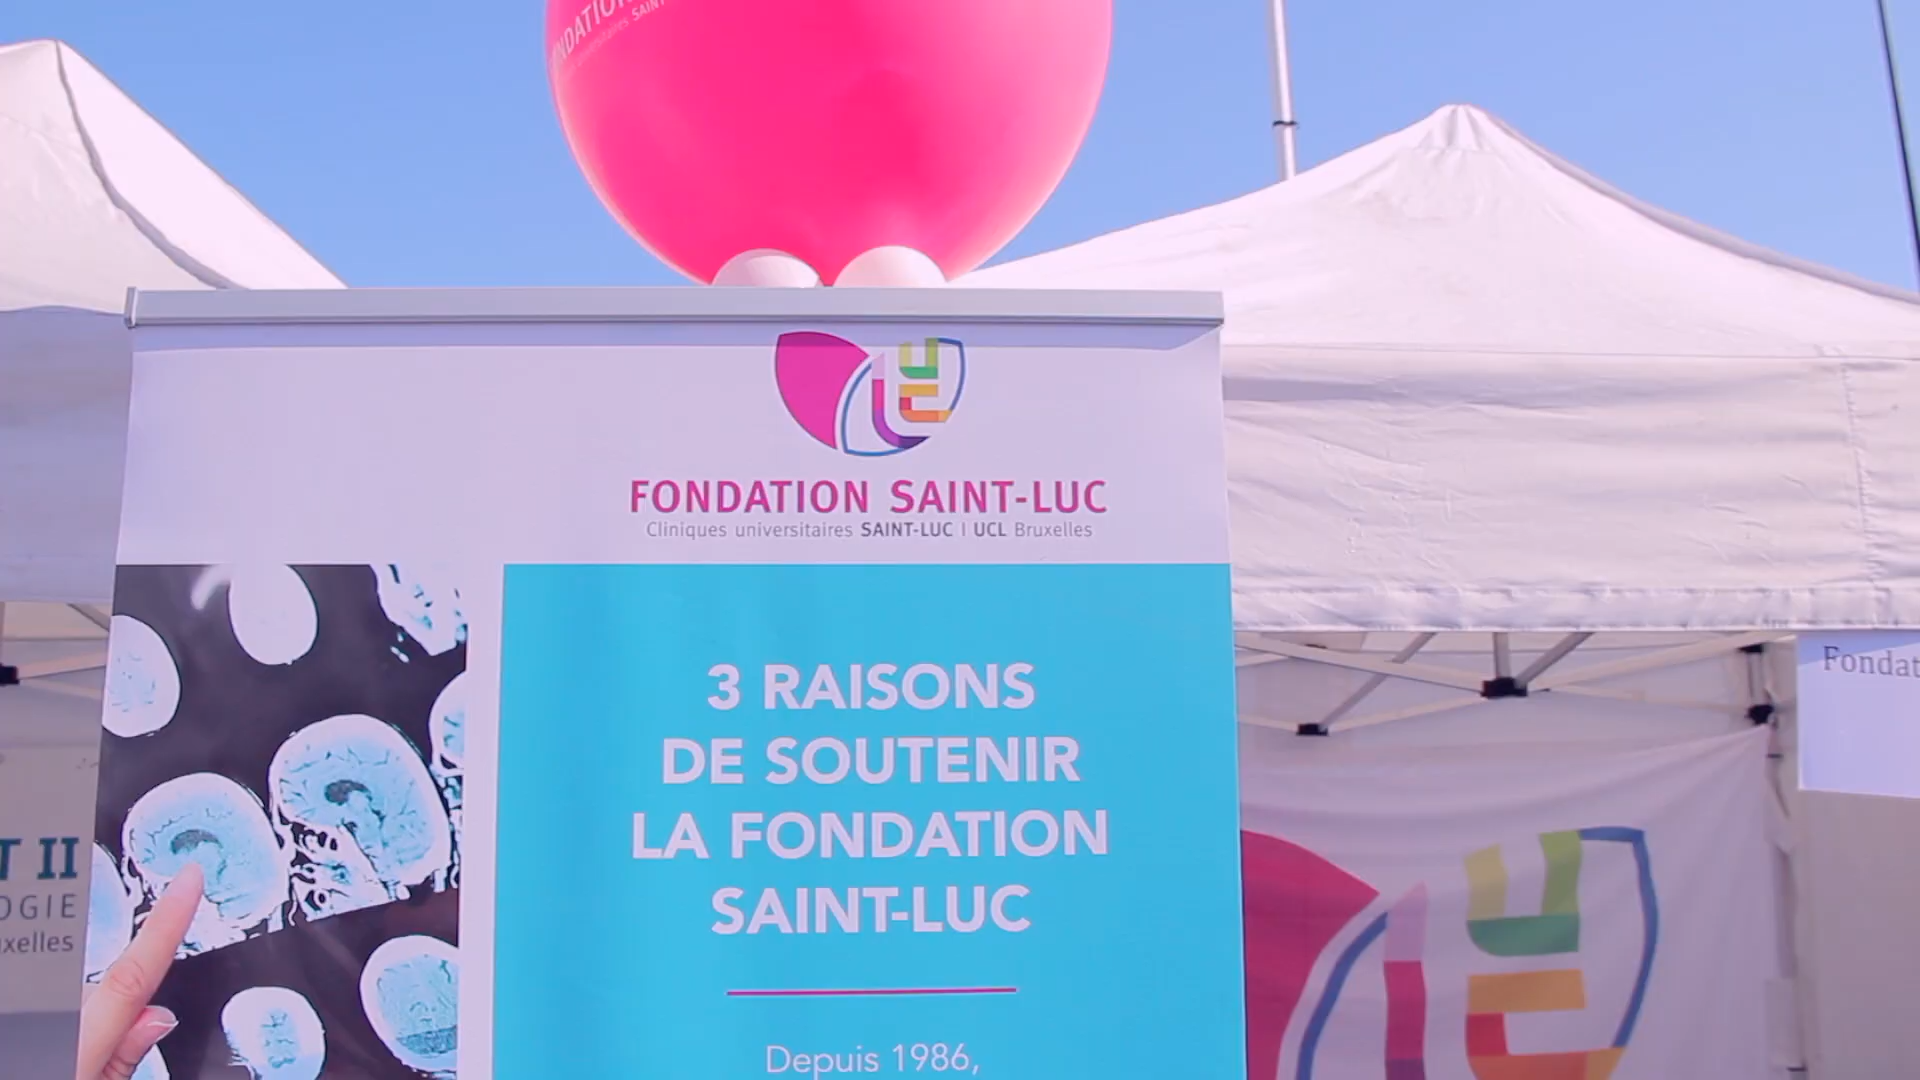 FONDATION SAINT-LUC
Cliniques universitaires SAINT-LUC | UCL Bruxelles
3 RAISONS
DE SOUTENIR
LA FONDATION
SAINT-LUC
Depuis 1986,
T II
OGIE
xelles
Fondat